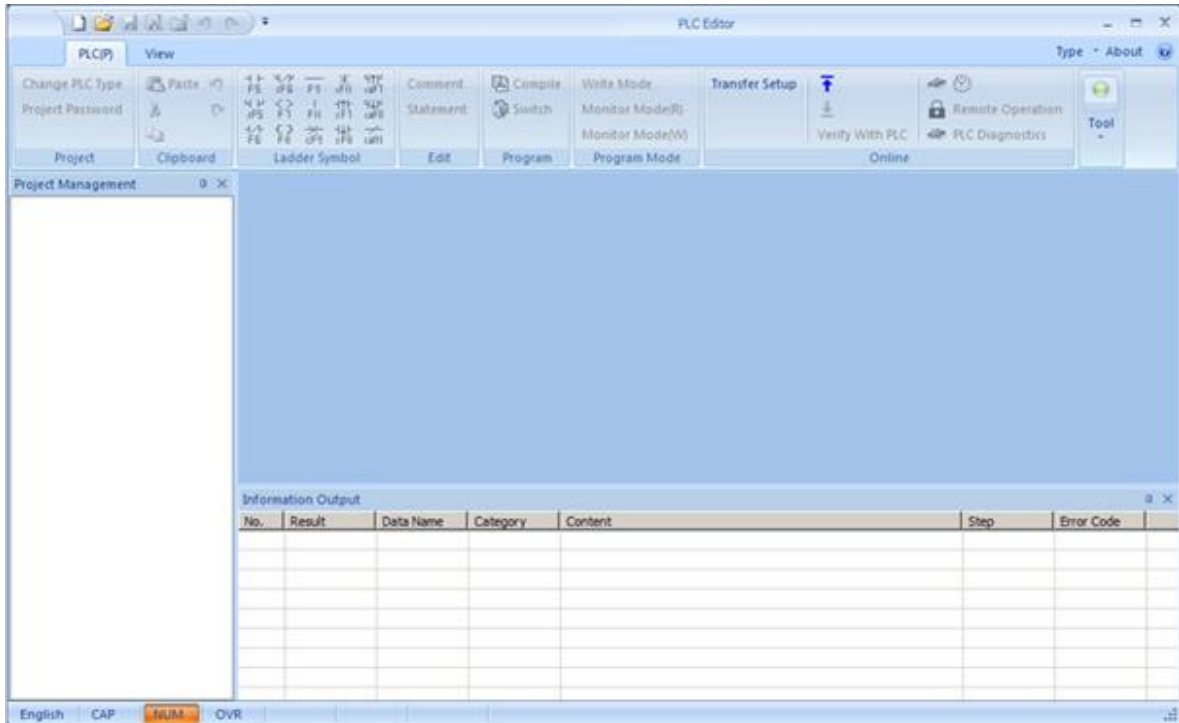 PLC Editor
PLC(P) View Type About
Change PLC Type Paste Comment Compile Write Mode Transfer Setup
Project Password Statement Switch Monitor Mode(R) Remote Operation Tool
Monitor Mode(W) Verify With PLC PLC Diagnostics
Project Clipboard Ladder Symbol Edit Program Program Mode Online
Project Management
Information Output
No. Result Data Name Category Content Step Error Code
English CAP NUM OVR